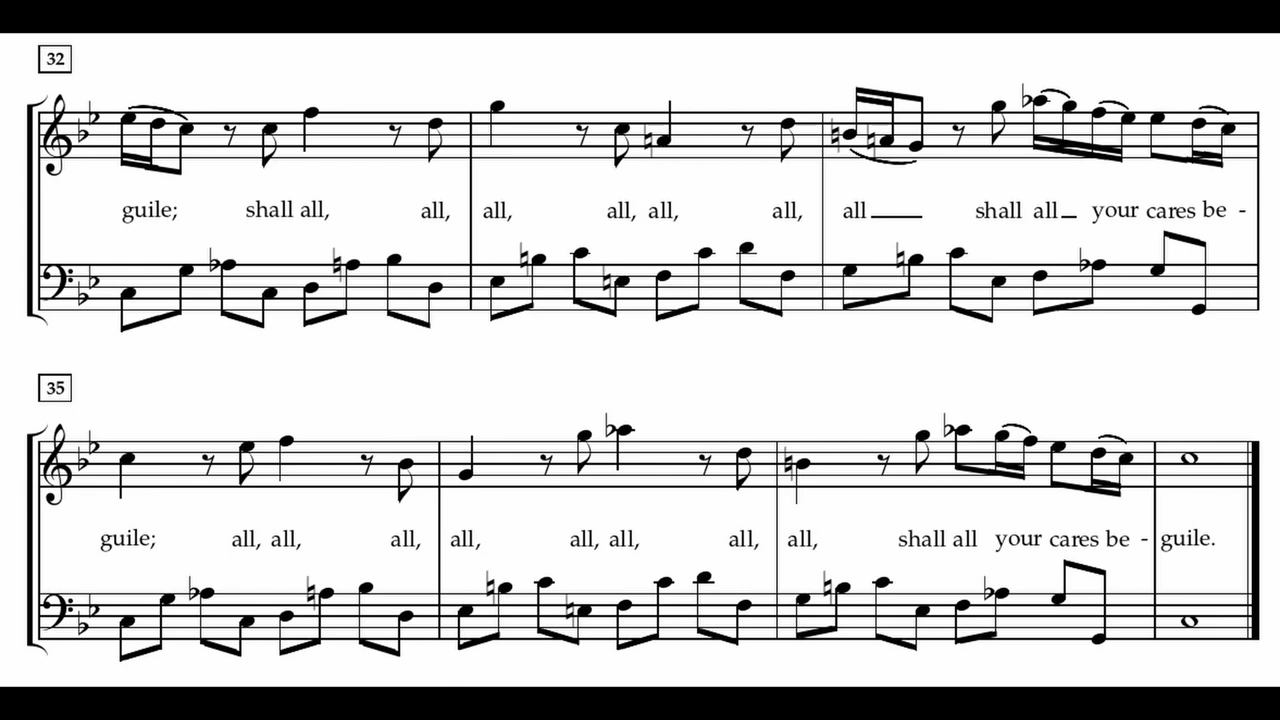 32
guile; shall all, all, all, all, all, all, all shall all your cares be -
35
guile; all, all, all, all, all, all, all, all, shall all your cares be - guile.